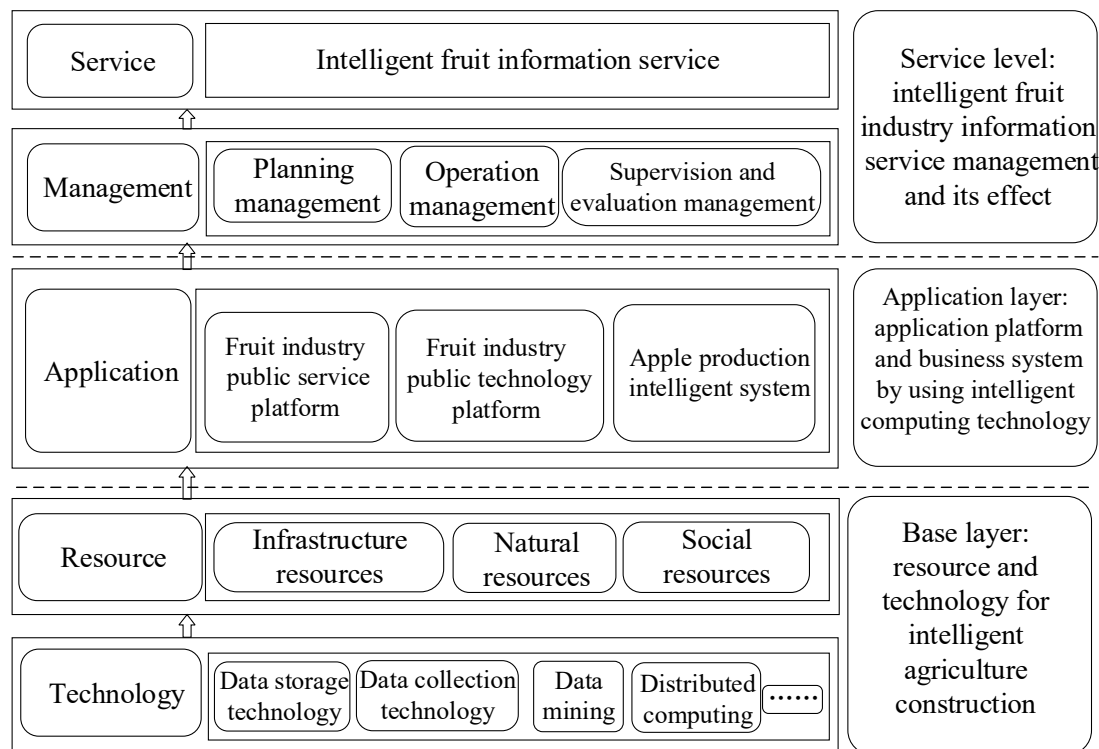 Service
Intelligent fruit information service
Service level:
intelligent fruit
industry information
service management
and its effect
Management
Planning
management
Operation
management
Supervision and
evaluation management
Application
Fruit industry
public service
platform
Fruit industry
public technology
platform
Apple production
intelligent system
Application layer:
application platform
and business system
by using intelligent
computing technology
Resource
Infrastructure
resources
Natural
resources
Social
resources
Base layer:
resource and
technology for
intelligent
agriculture
construction
Technology
Data storage
technology
Data collection
technology
Data
mining
Distributed
computing
······